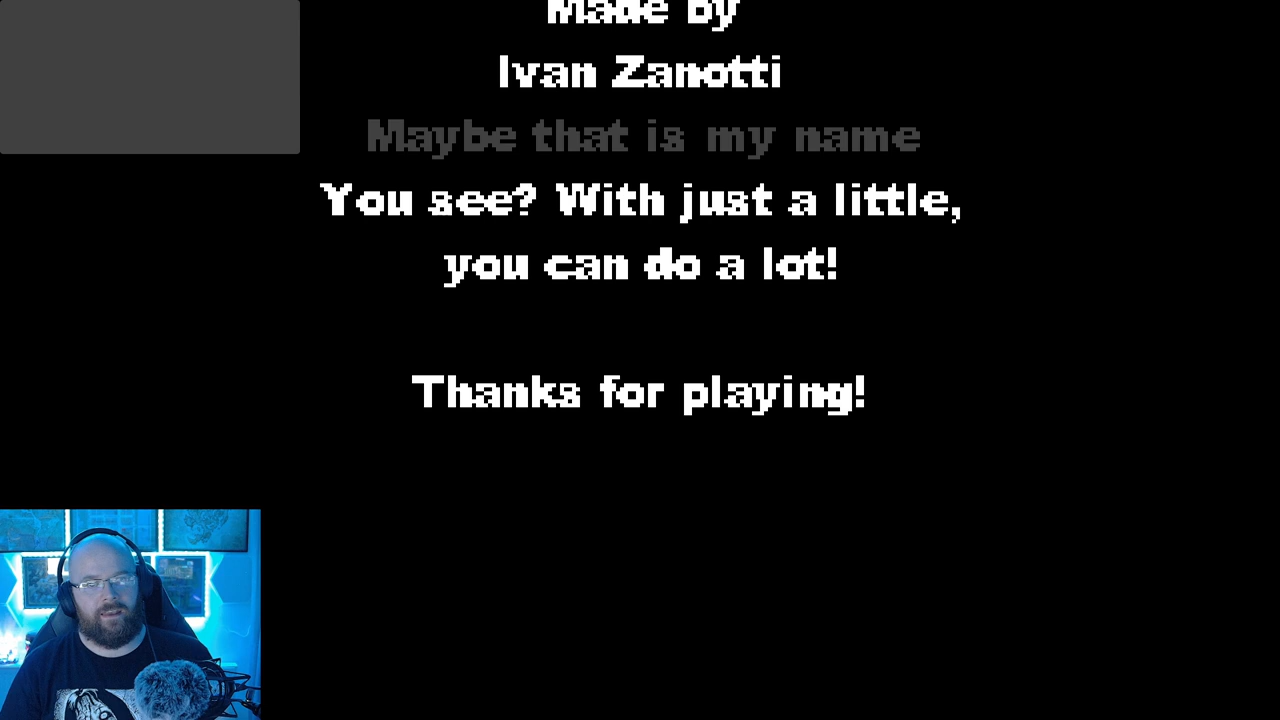 Made by
Ivan Zanotti
Maybe that is my name
You see? With just a little,
you can do a lot!
Thanks for playing!